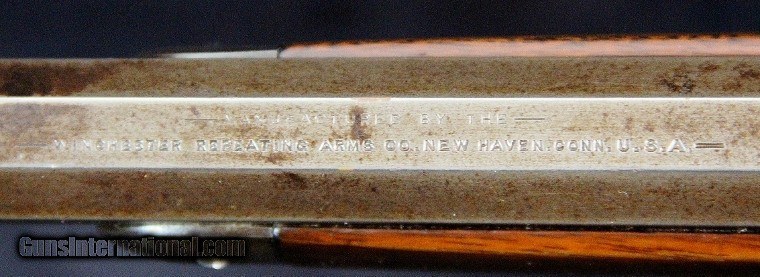 MANUFACTURED BY THE
WINCHESTER REPEATING ARMS CO. NEW HAVEN. CONN. U.S.A.
GunsInternational.com